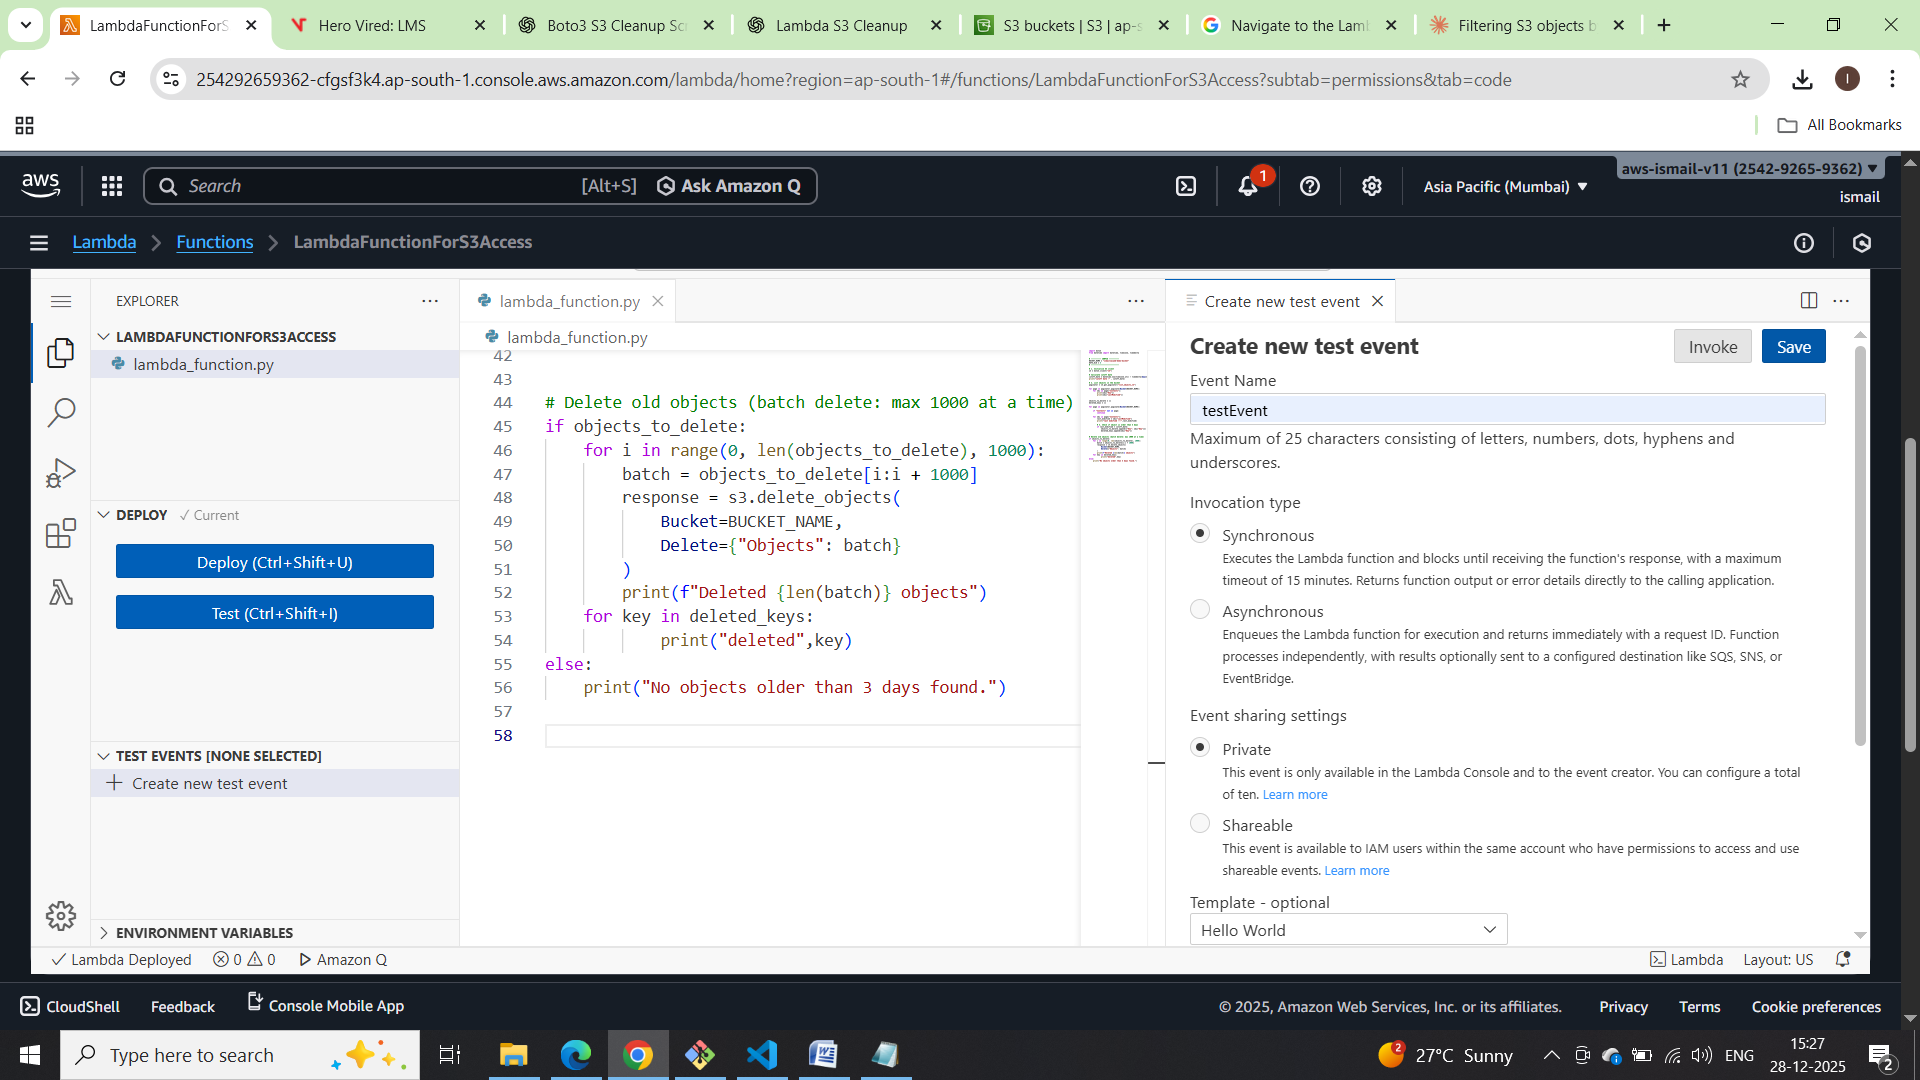 LambdaFunctionForS
Hero Vired: LMS
Boto3 S3 Cleanup Sc
Lambda S3 Cleanup
S3 buckets | S3 | ap-s
Navigate to the Lamb
Filtering S3 objects b
254292659362-cfgsf3k4.ap-south-1.console.aws.amazon.com/lambda/home?region=ap-south-1#/functions/LambdaFunctionForS3Access?subtab=permissions&tab=code
I
All Bookmarks
aws
Search
[Alt+S]
Ask Amazon Q
1
Asia Pacific (Mumbai)
aws-ismail-v11 (2542-9265-9362)
ismail
Lambda
Functions
LambdaFunctionForS3Access
EXPLORER
LAMBDAFUNCTIONFORS3ACCESS
lambda_function.py
DEPLOY
Current
Deploy (Ctrl+Shift+U)
Test (Ctrl+Shift+I)
TEST EVENTS [NONE SELECTED]
Create new test event
ENVIRONMENT VARIABLES
lambda_function.py
lambda_function.py
42
43
44 # Delete old objects (batch delete: max 1000 at a time)
45 if objects_to_delete:
46 for i in range(0, len(objects_to_delete), 1000):
47 batch = objects_to_delete[i:i + 1000]
48 response = s3.delete_objects(
49 Bucket=BUCKET_NAME,
50 Delete={"Objects": batch}
51 )
52 print(f"Deleted {len(batch)} objects")
53 for key in deleted_keys:
54 print("deleted",key)
55 else:
56 print("No objects older than 3 days found.")
57
58
Create new test event
Create new test event
Invoke
Save
Event Name
testEvent
Maximum of 25 characters consisting of letters, numbers, dots, hyphens and
underscores.
Invocation type
Synchronous
Executes the Lambda function and blocks until receiving the function's response, with a maximum
timeout of 15 minutes. Returns function output or error details directly to the calling application.
Asynchronous
Enqueues the Lambda function for execution and returns immediately with a request ID. Function
processes independently, with results optionally sent to a configured destination like SQS, SNS, or
EventBridge.
Event sharing settings
Private
This event is only available in the Lambda Console and to the event creator. You can configure a total
of ten. Learn more
Shareable
This event is available to IAM users within the same account who have permissions to access and use
shareable events. Learn more
Template - optional
Hello World
Lambda Deployed
0
0
Amazon Q
Lambda
Layout: US
CloudShell
Feedback
Console Mobile App
© 2025, Amazon Web Services, Inc. or its affiliates.
Privacy
Terms
Cookie preferences
Type here to search
2
27°C Sunny
ENG
15:27
28-12-2025
2